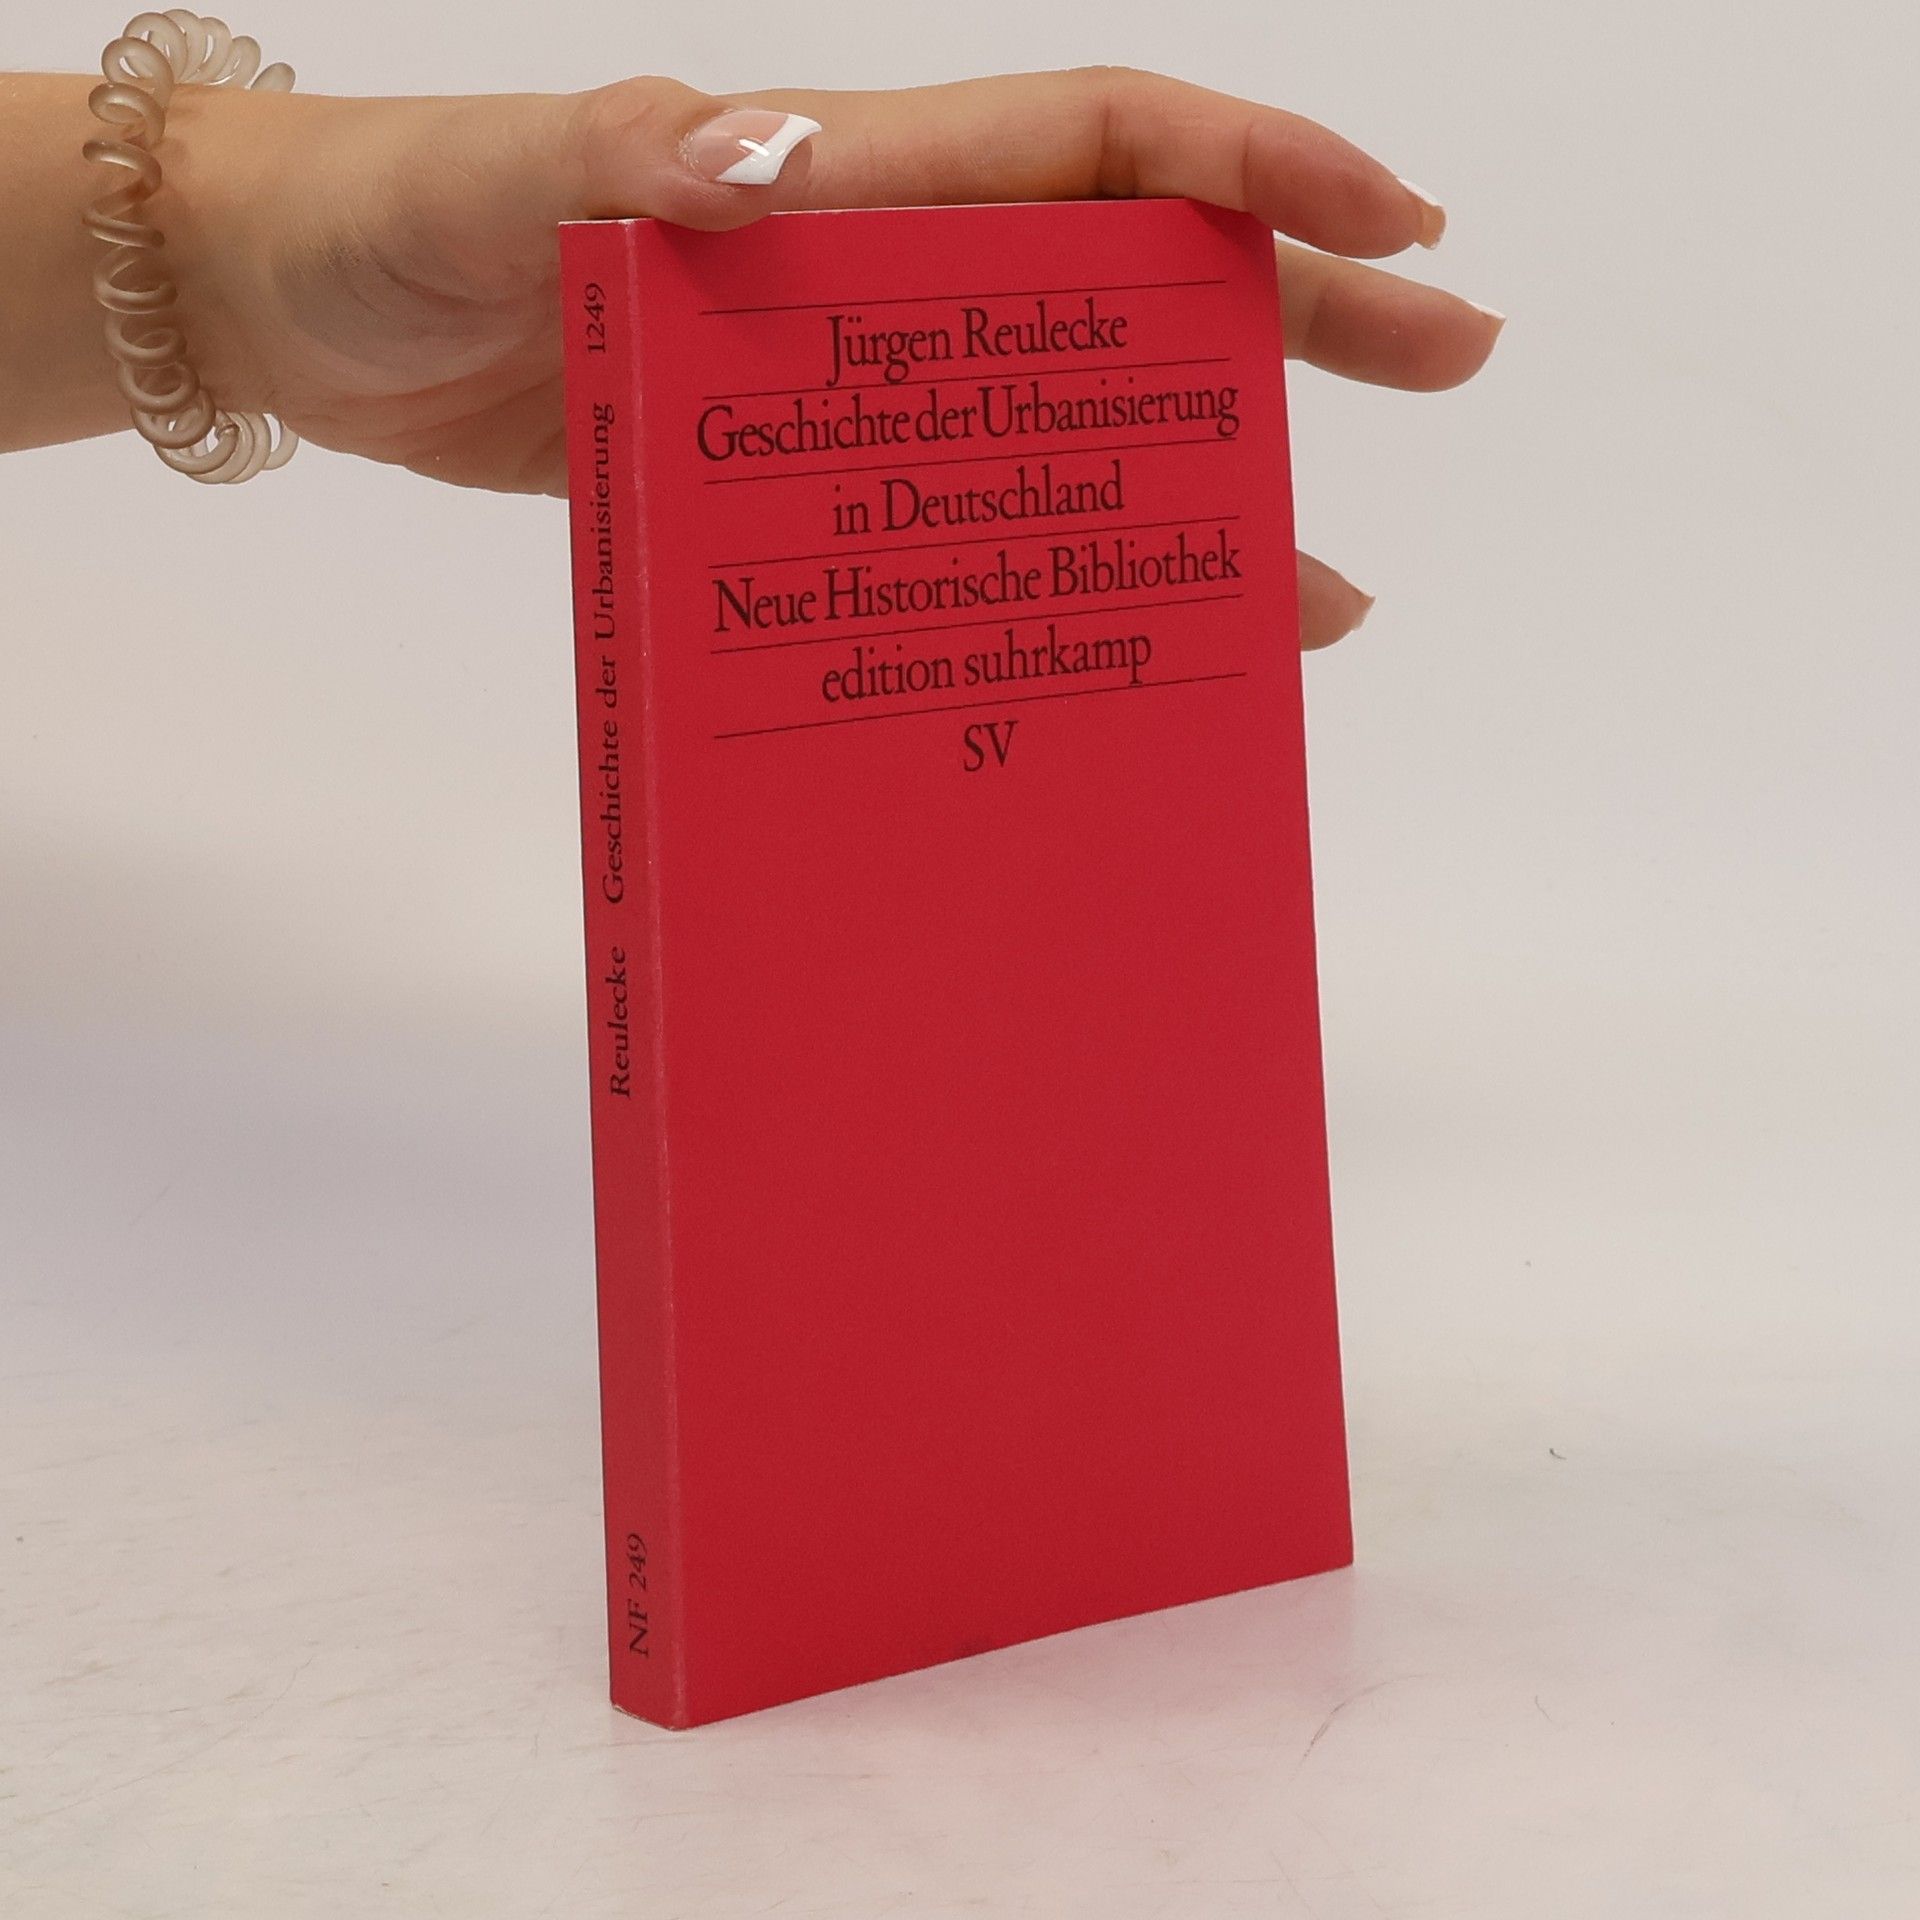 Jürgen Reulecke
Geschichte der Urbanisierung
in Deutschland
Neue Historische Bibliothek
edition suhrkamp
SV
Reulecke Geschichte der Urbanisierung 1249
NF 249